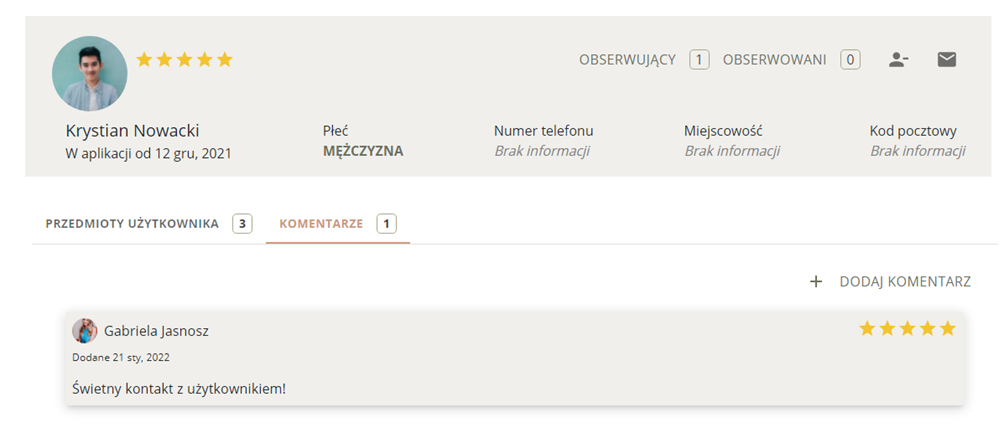 OBSERWUJĄCY 1 OBSERWOWANI 0
Krystian Nowacki
W aplikacji od 12 gru, 2021
Płeć
MĘŻCZYZNA
Numer telefonu
Brak informacji
Miejscowość
Brak informacji
Kod pocztowy
Brak informacji
PRZEDMIOTY UŻYTKOWNIKA 3 KOMENTARZE 1
+ DODAJ KOMENTARZ
Gabriela Jasnosz
Dodane 21 sty, 2022
Świetny kontakt z użytkownikiem!